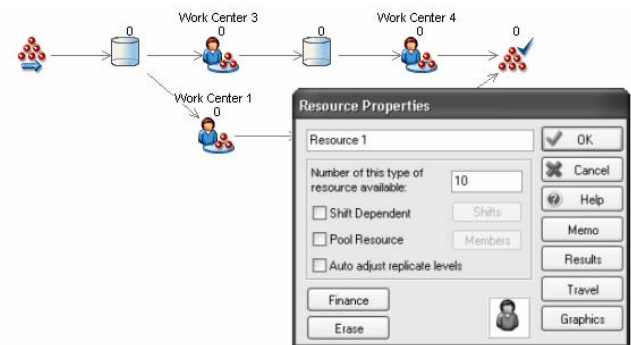 Work Center 3
Work Center 4
0
0
0
0
0
Work Center 1
0
Resource Properties
Resource 1
OK
Number of this type of
resource available:
10
Cancel
Help
Shift Dependent
Shifts
Memo
Pool Resource
Members
Results
Auto adjust replicate levels
Travel
Finance
Graphics
Erase